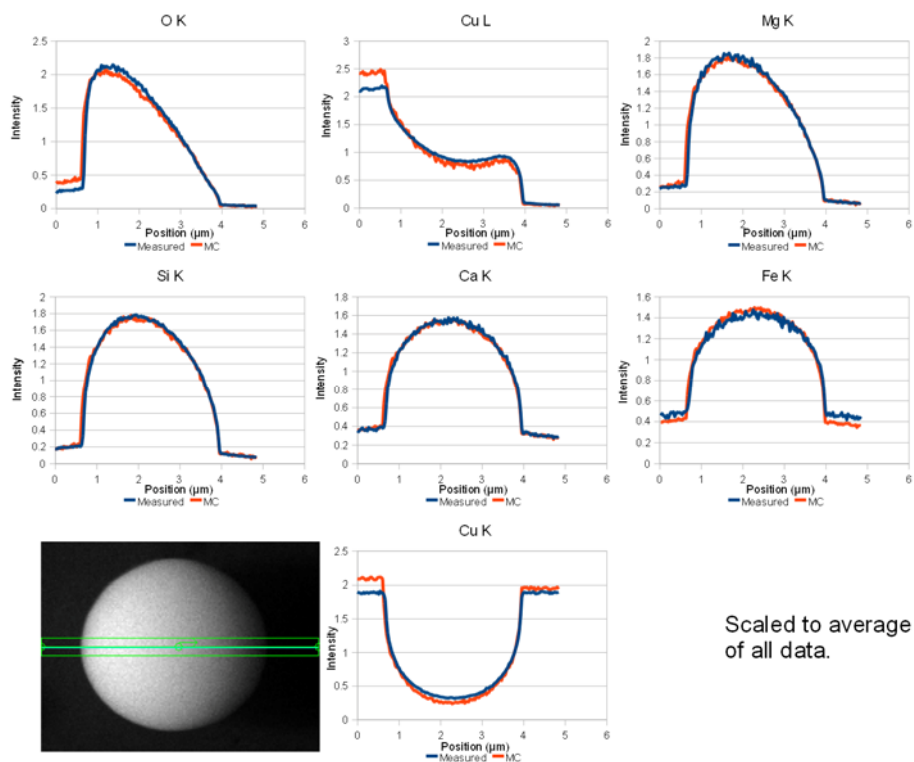 O K
Cu L
Mg K
2.5
2
1.5
1
0.5
0
Intensity
0 1 2 3 4 5 6
Position (µm)
Measured MC
3
2.5
2
1.5
1
0.5
0
Intensity
0 1 2 3 4 5 6
Position (µm)
Measured MC
2
1.8
1.6
1.4
1.2
1
0.8
0.6
0.4
0.2
0
Intensity
0 1 2 3 4 5 6
Position (µm)
Measured MC
Si K
Ca K
Fe K
2
1.8
1.6
1.4
1.2
1
0.8
0.6
0.4
0.2
0
Intensity
0 1 2 3 4 5 6
Position (µm)
Measured MC
1.8
1.6
1.4
1.2
1
0.8
0.6
0.4
0.2
0
Intensity
0 1 2 3 4 5 6
Position (µm)
Measured MC
1.6
1.4
1.2
1
0.8
0.6
0.4
0.2
0
Intensity
0 1 2 3 4 5 6
Position (µm)
Measured MC
Cu K
2.5
2
1.5
1
0.5
0
Intensity
0 1 2 3 4 5 6
Position (µm)
Measured MC
Scaled to average
of all data.